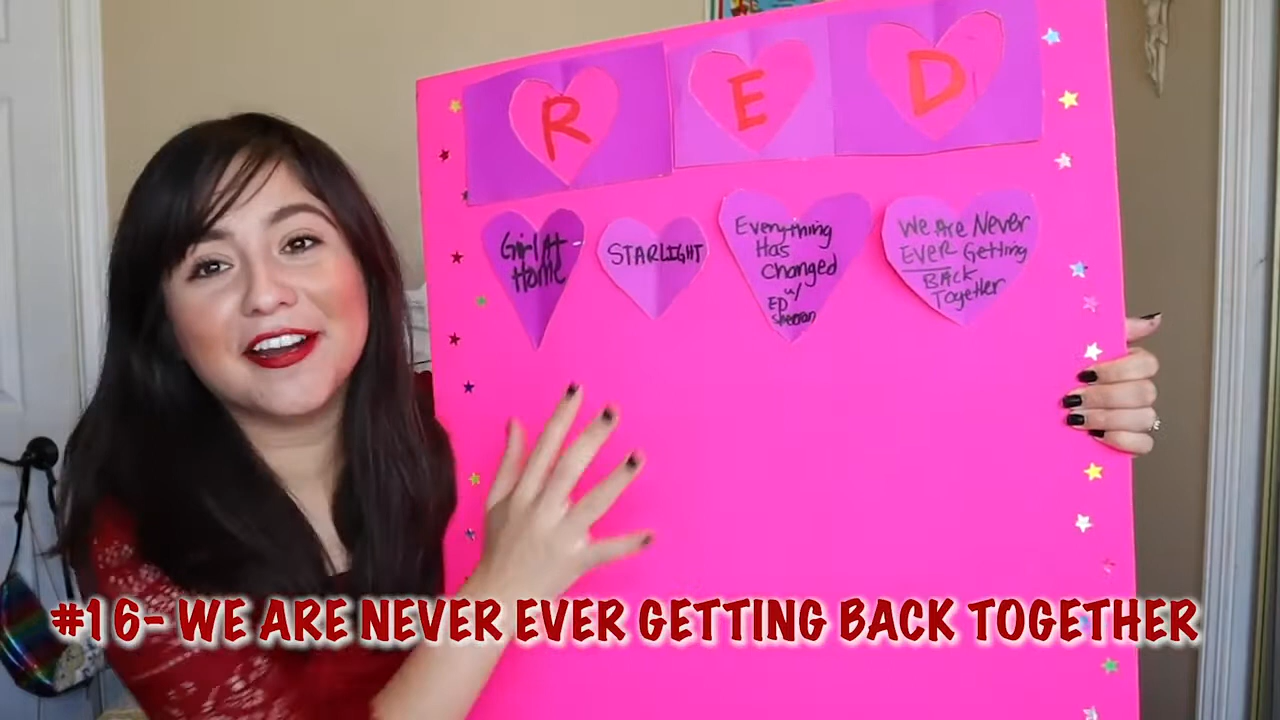 R E D
Girl At
Home
STARLIGHT
Everything
Has
Changed
w/
ED
Sheeran
We Are Never
EVER Getting
BACK
Together
#16- WE ARE NEVER EVER GETTING BACK TOGETHER